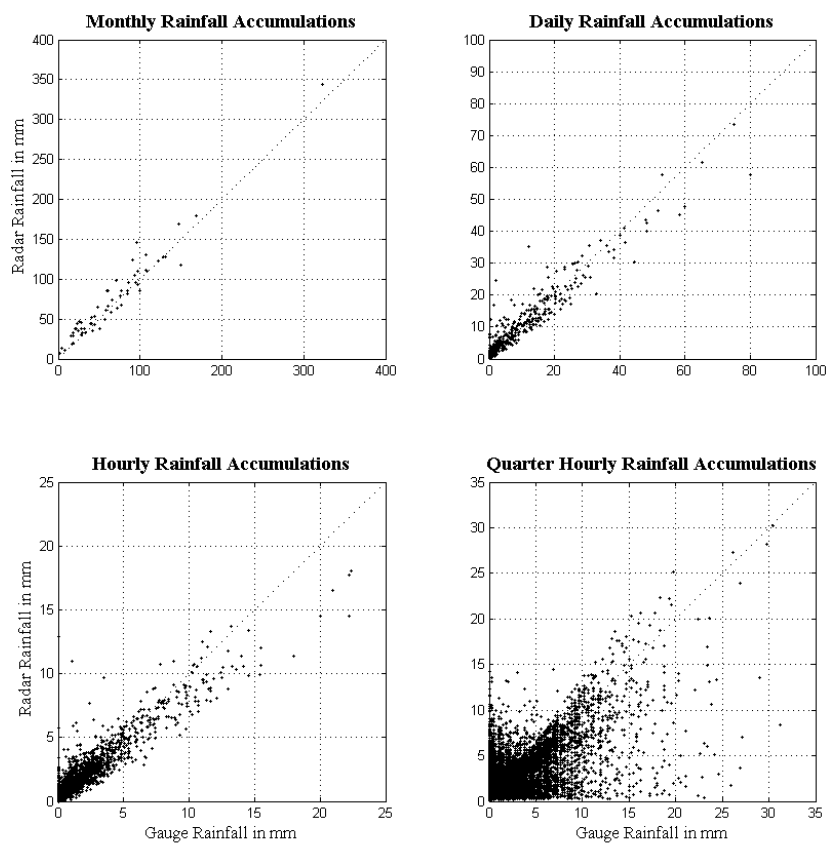 Monthly Rainfall Accumulations
400
350
300
250
200
150
100
50
0
0 100 200 300 400
Radar Rainfall in mm
Daily Rainfall Accumulations
100
90
80
70
60
50
40
30
20
10
0
0 20 40 60 80 100
Hourly Rainfall Accumulations
25
20
15
10
5
0
0 5 10 15 20 25
Radar Rainfall in mm
Gauge Rainfall in mm
Quarter Hourly Rainfall Accumulations
35
30
25
20
15
10
5
0
0 5 10 15 20 25 30 35
Gauge Rainfall in mm